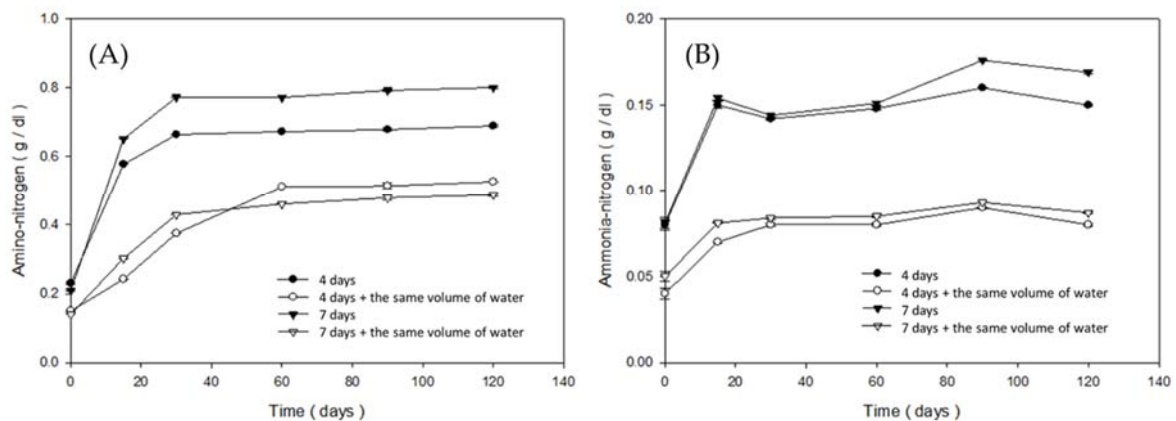 (A)
Amino-nitrogen ( g / dl )
1.0
0.8
0.6
0.4
0.2
0.0
4 days
4 days + the same volume of water
7 days
7 days + the same volume of water
0 20 40 60 80 100 120 140
Time ( days )
(B)
Ammonia-nitrogen ( g / dl )
0.20
0.15
0.10
0.05
0.00
4 days
4 days + the same volume of water
7 days
7 days + the same volume of water
0 20 40 60 80 100 120 140
Time ( days )